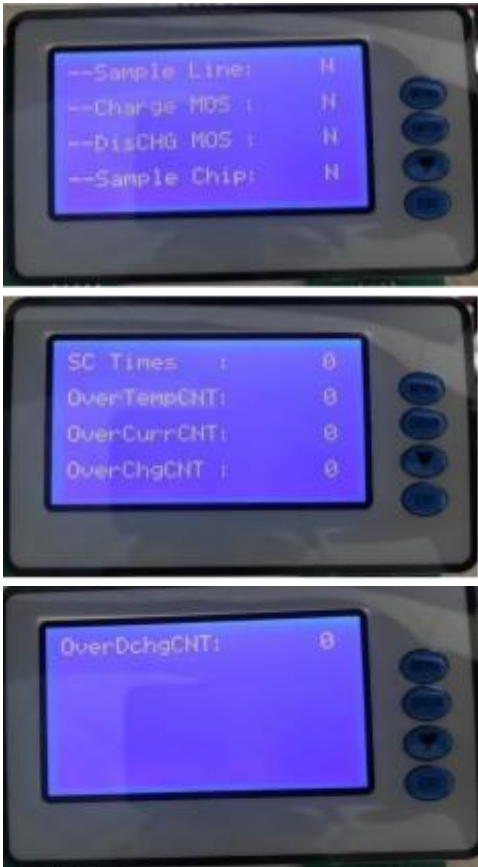 --Sample Line: N
--Charge MOS : N
--DisCHG MOS : N
--Sample Chip: N
SC Times : 0
OverTempCNT: 0
OverCurrCNT: 0
OverChgCNT : 0
OverDchgCNT: 0